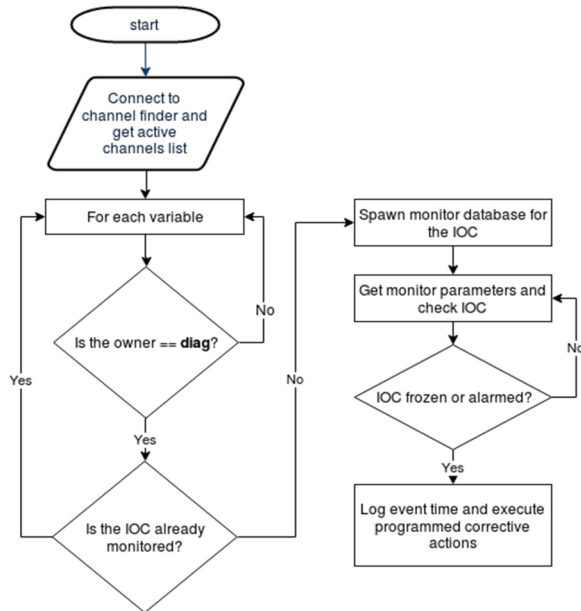 start
Connect to
channel finder and
get active
channels list
For each variable
No
Is the owner == diag?
Yes
Yes
Is the IOC already
monitored?
No
Spawn monitor database for
the IOC
Get monitor parameters and
check IOC
No
IOC frozen or alarmed?
Yes
Log event time and execute
programmed corrective
actions